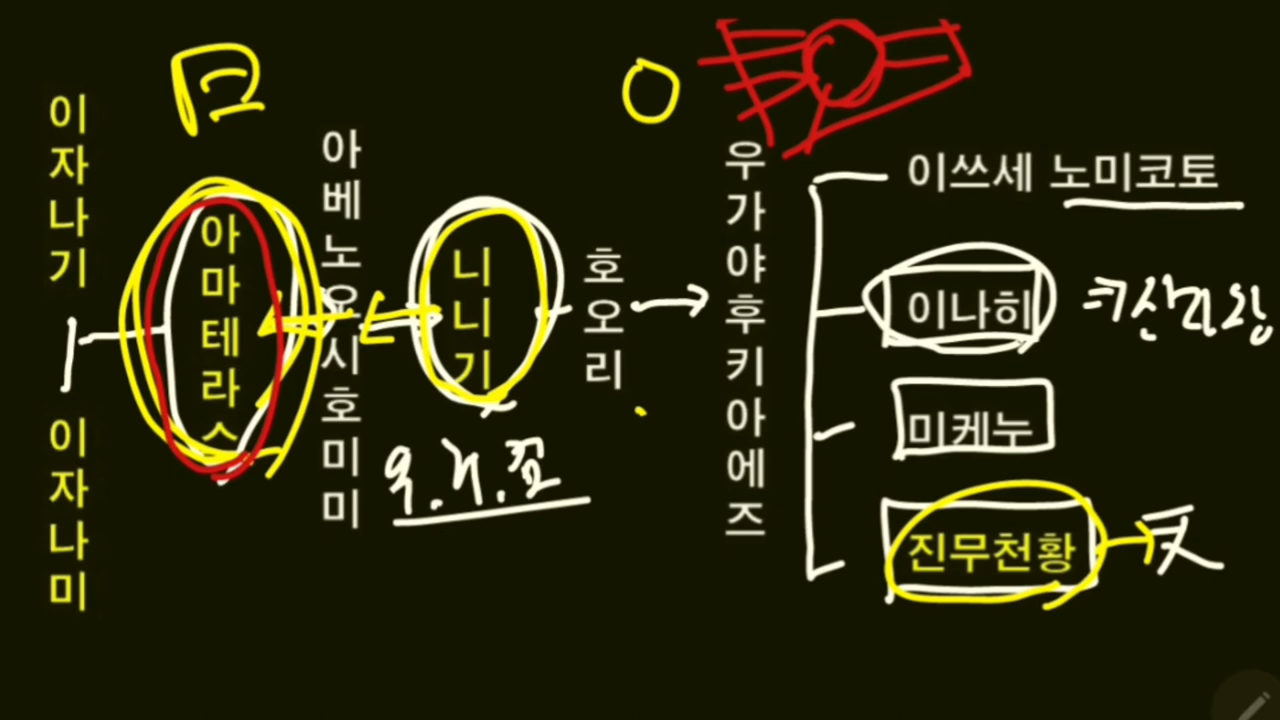 이자나기
이자나미
아마테라스
아베노오시호미미
니니기
호오리
우가야후키아에즈
이쓰세 노미코토
이나히
미케누
진무천황
天